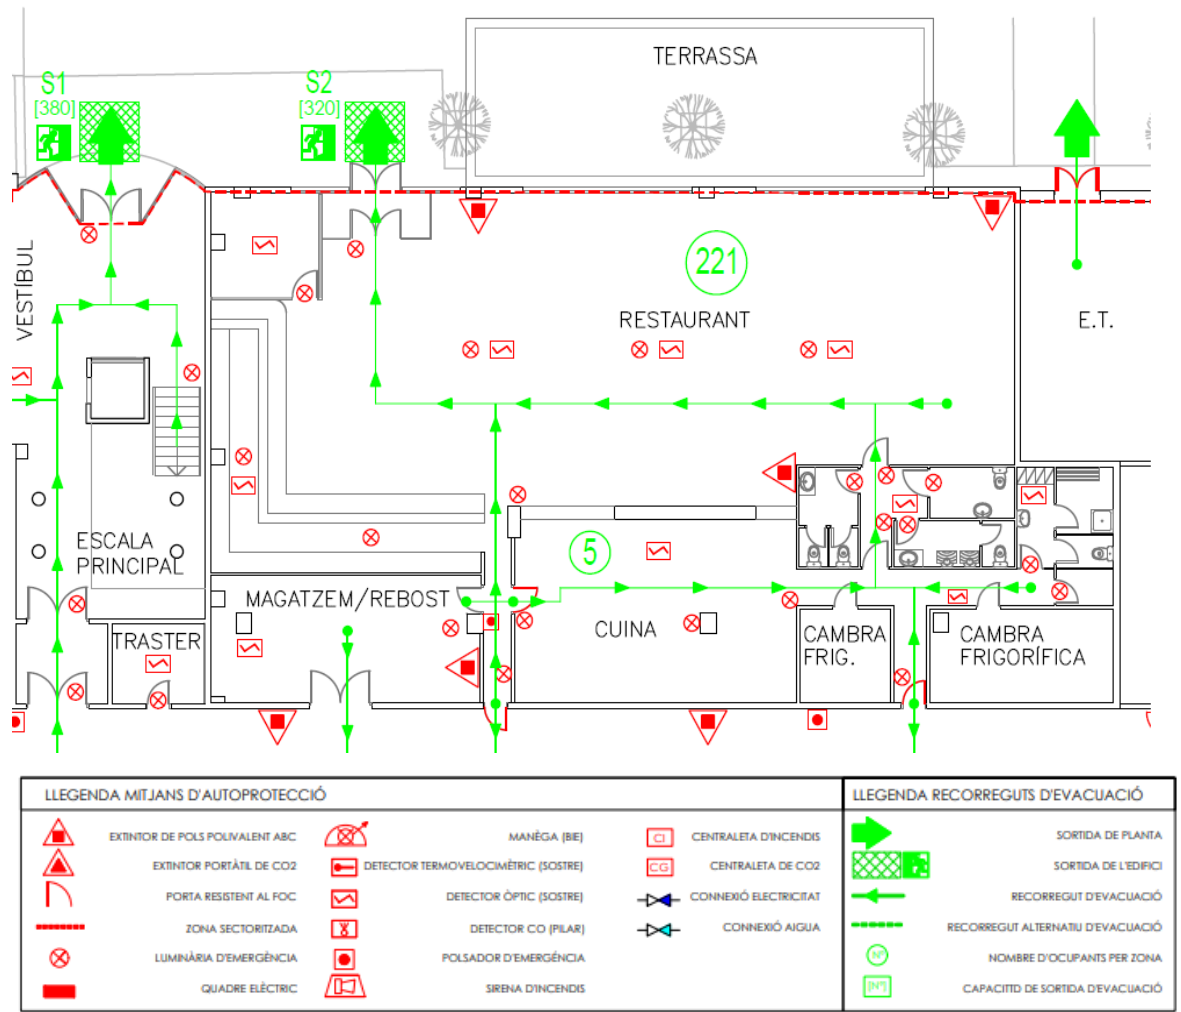 TERRASSA
S1
[380]
S2
[320]
VESTÍBUL
221
RESTAURANT
E.T.
ESCALA
PRINCIPAL
5
MAGATZEM/REBOST
TRASTER
CUINA
CAMBRA
FRIG.
CAMBRA
FRIGORÍFICA
LLEGENDA MITJANS D'AUTOPROTECCIÓ
EXTINTOR DE POLS POLIVALENT ABC
EXTINTOR PORTÀTIL DE CO2
PORTA RESISTENT AL FOC
ZONA SECTORITZADA
LUMINÀRIA D'EMERGÈNCIA
QUADRE ELÈCTRIC
MANÈGA (BIE)
DETECTOR TERMOVELOCIMÈTRIC (SOSTRE)
DETECTOR ÒPTIC (SOSTRE)
DETECTOR CO (PILAR)
POLSADOR D'EMERGÈNCIA
SIRENA D'INCENDIS
CI CENTRALETA D'INCENDIS
CG CENTRALETA DE CO2
CONNEXIÓ ELECTRICITAT
CONNEXIÓ AIGUA
LLEGENDA RECORREGUTS D'EVACUACIÓ
SORTIDA DE PLANTA
SORTIDA DE L'EDIFICI
RECORREGUT D'EVACUACIÓ
RECORREGUT ALTERNATIU D'EVACUACIÓ
Nº NOMBRE D'OCUPANTS PER ZONA
[Nº] CAPACITTD DE SORTIDA D'EVACUACIÓ